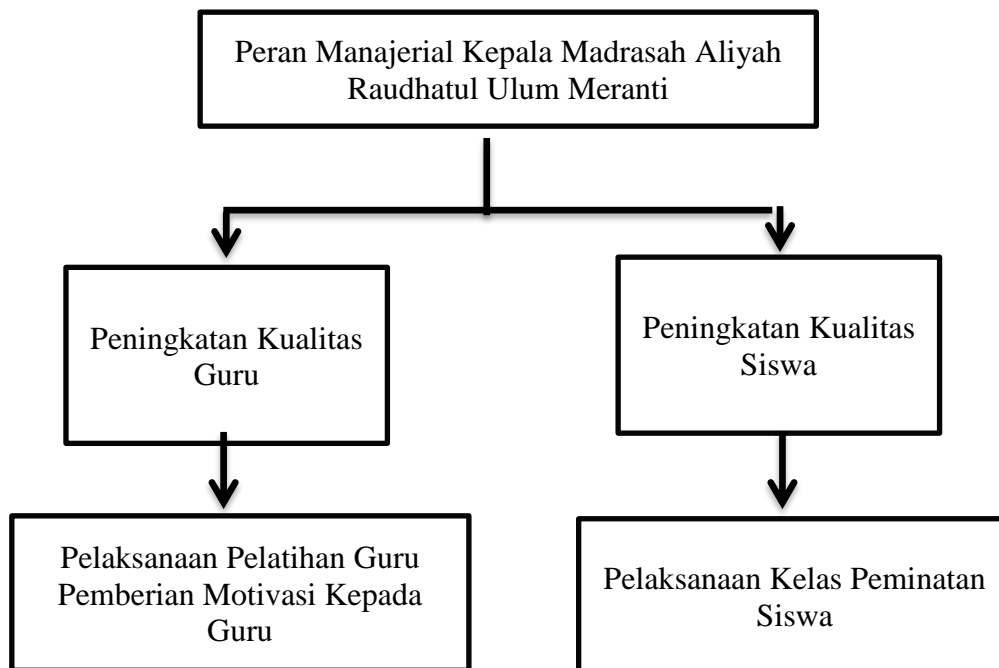 Peran Manajerial Kepala Madrasah Aliyah
Raudhatul Ulum Meranti
Peningkatan Kualitas
Guru
Peningkatan Kualitas
Siswa
Pelaksanaan Pelatihan Guru
Pemberian Motivasi Kepada
Guru
Pelaksanaan Kelas Peminatan
Siswa